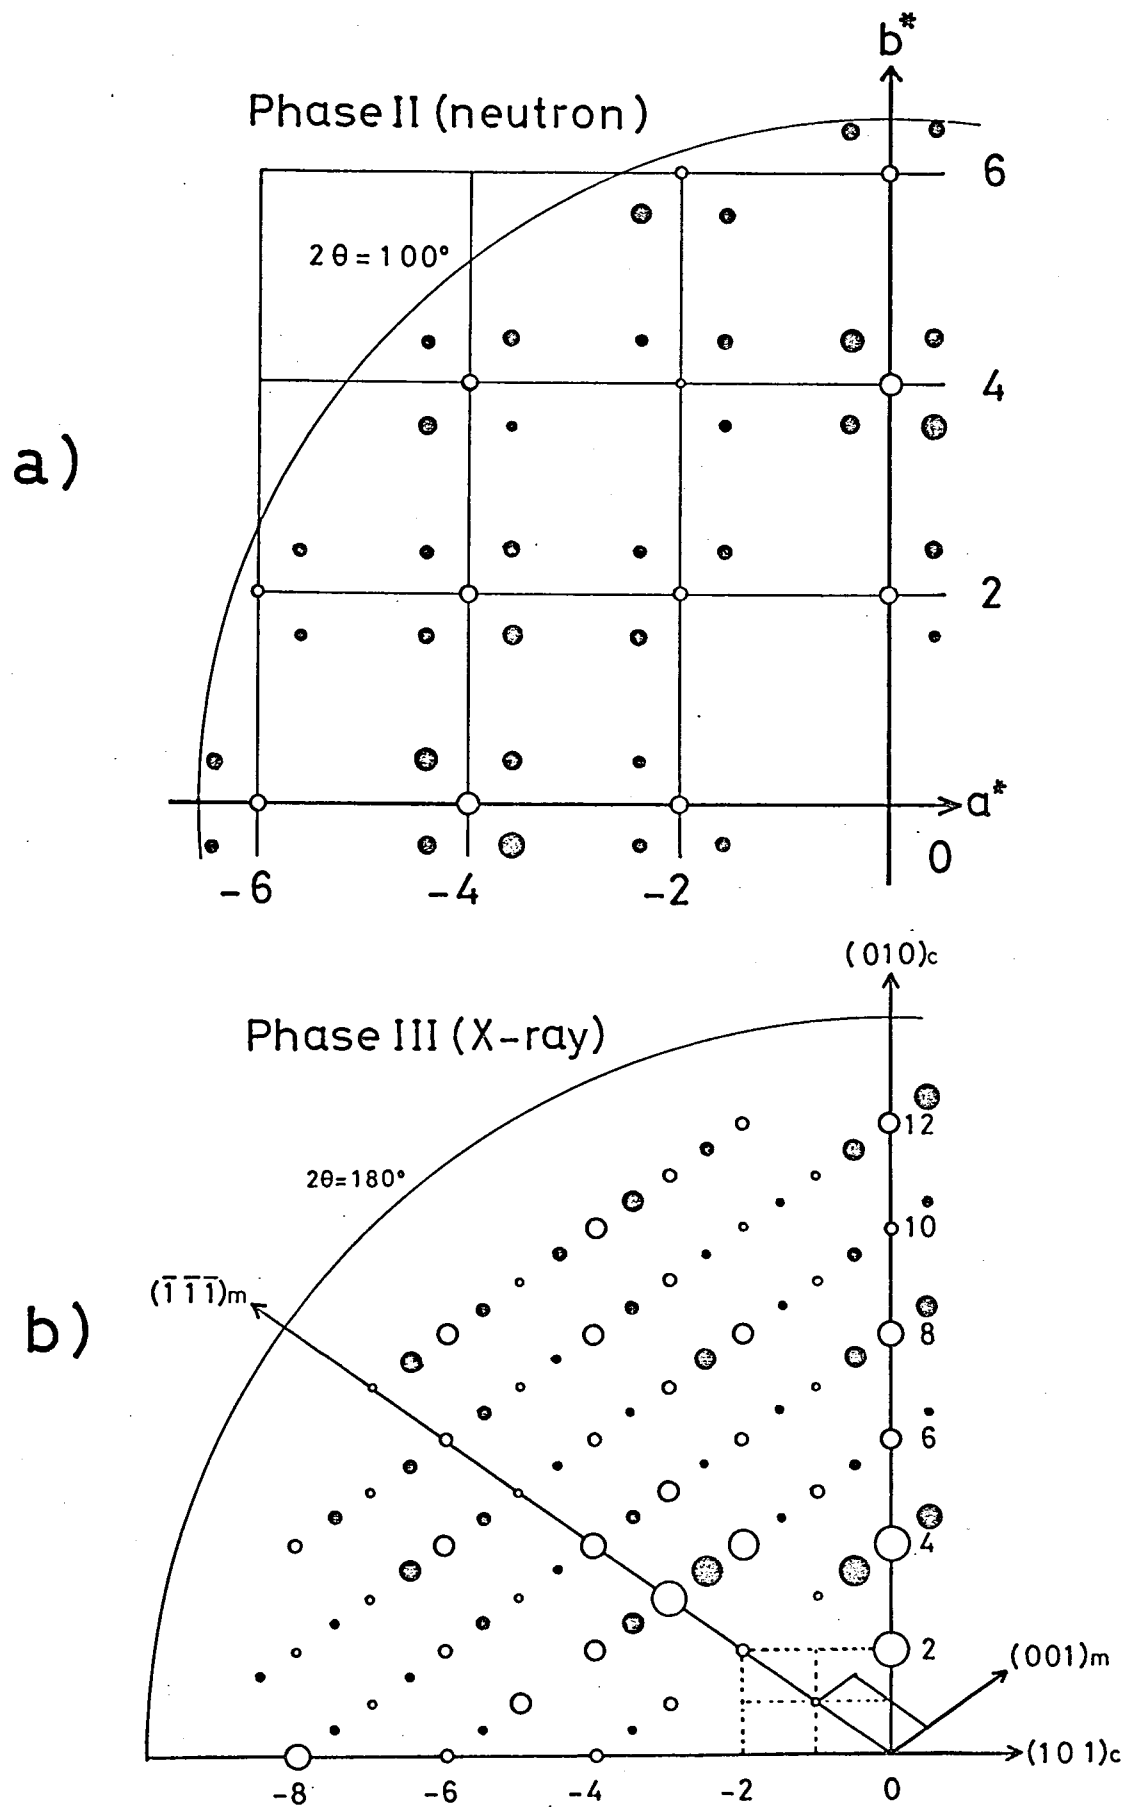 b*
Phase II (neutron)
6
2θ=100°
4
a)
2
a*
0
-6 -4 -2
(010)c
Phase III (X-ray)
12
2θ=180°
10
(1̅ 1̅ 1̅)m
b)
8
6
4
2
(001)m
(101)c
-8 -6 -4 -2 0